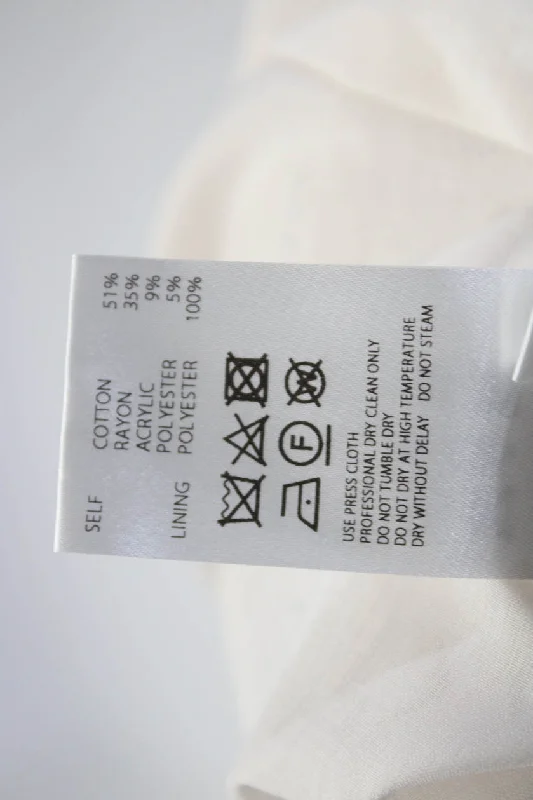 SELF COTTON 51%
RAYON 35%
ACRYLIC 9%
POLYESTER 5%
LINING POLYESTER 100%
W
F
USE PRESS CLOTH
PROFESSIONAL DRY CLEAN ONLY
DO NOT TUMBLE DRY
DO NOT DRY AT HIGH TEMPERATURE
DRY WITHOUT DELAY DO NOT STEAM